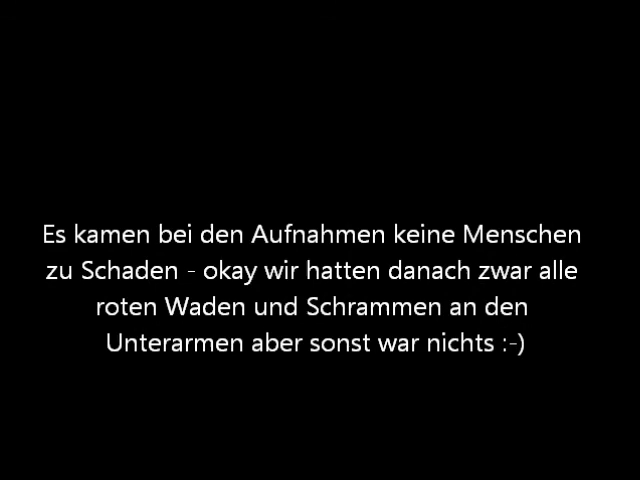 Es kamen bei den Aufnahmen keine Menschen
zu Schaden - okay wir hatten danach zwar alle
roten Waden und Schrammen an den
Unterarmen aber sonst war nichts :-)